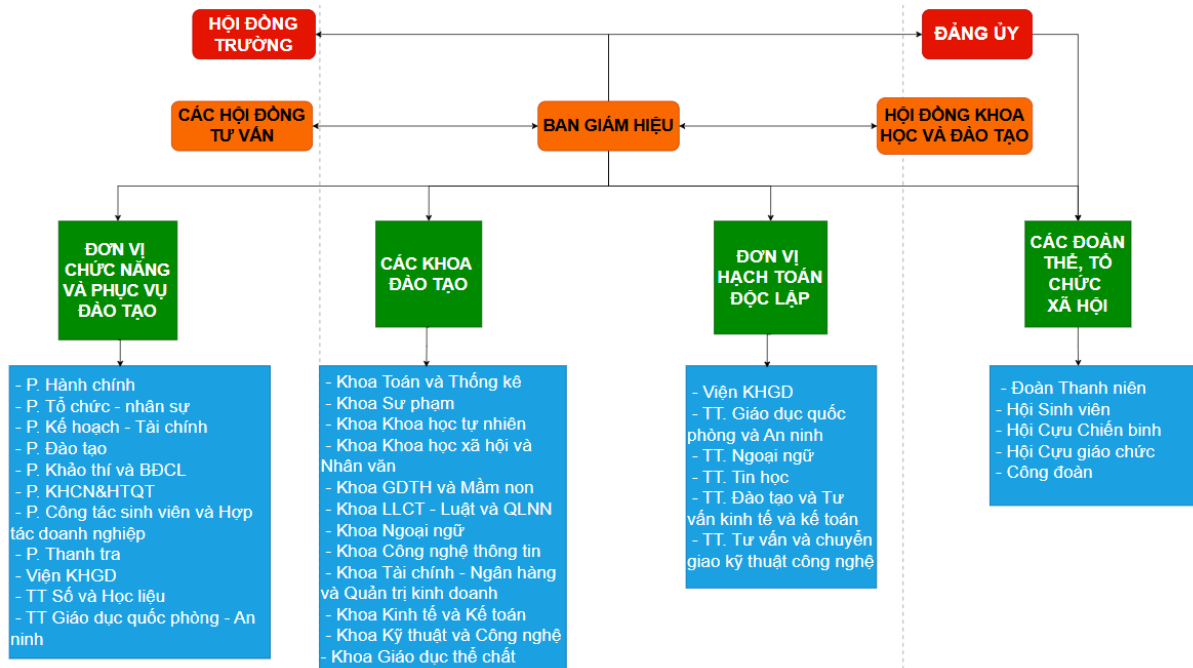 HỘI ĐỒNG
TRƯỜNG
ĐẢNG ỦY
CÁC HỘI ĐỒNG
TƯ VẤN
BAN GIÁM HIỆU
HỘI ĐỒNG KHOA
HỌC VÀ ĐÀO TẠO
ĐƠN VỊ
CHỨC NĂNG
VÀ PHỤC VỤ
ĐÀO TẠO
CÁC KHOA
ĐÀO TẠO
ĐƠN VỊ
HẠCH TOÁN
ĐỘC LẬP
CÁC ĐOÀN
THỂ, TỔ
CHỨC
XÃ HỘI
- P. Hành chính
- P. Tổ chức - nhân sự
- P. Kế hoạch - Tài chính
- P. Đào tạo
- P. Khảo thí và BĐCL
- P. KHCN&HTQT
- P. Công tác sinh viên và Hợp
tác doanh nghiệp
- P. Thanh tra
- Viện KHGD
- TT Số và Học liệu
- TT Giáo dục quốc phòng - An
ninh
- Khoa Toán và Thống kê
- Khoa Sư phạm
- Khoa Khoa học tự nhiên
- Khoa Khoa học xã hội và
Nhân văn
- Khoa GDTH và Mầm non
- Khoa LLCT - Luật và QLNN
- Khoa Ngoại ngữ
- Khoa Công nghệ thông tin
- Khoa Tài chính - Ngân hàng
và Quản trị kinh doanh
- Khoa Kinh tế và Kế toán
- Khoa Kỹ thuật và Công nghệ
- Khoa Giáo dục thể chất
- Viện KHGD
- TT. Giáo dục quốc
phòng và An ninh
- TT. Ngoại ngữ
- TT. Tin học
- TT. Đào tạo và Tư
vấn kinh tế và kế toán
- TT. Tư vấn và chuyển
giao kỹ thuật công nghệ
- Đoàn Thanh niên
- Hội Sinh viên
- Hội Cựu Chiến binh
- Hội Cựu giáo chức
- Công đoàn